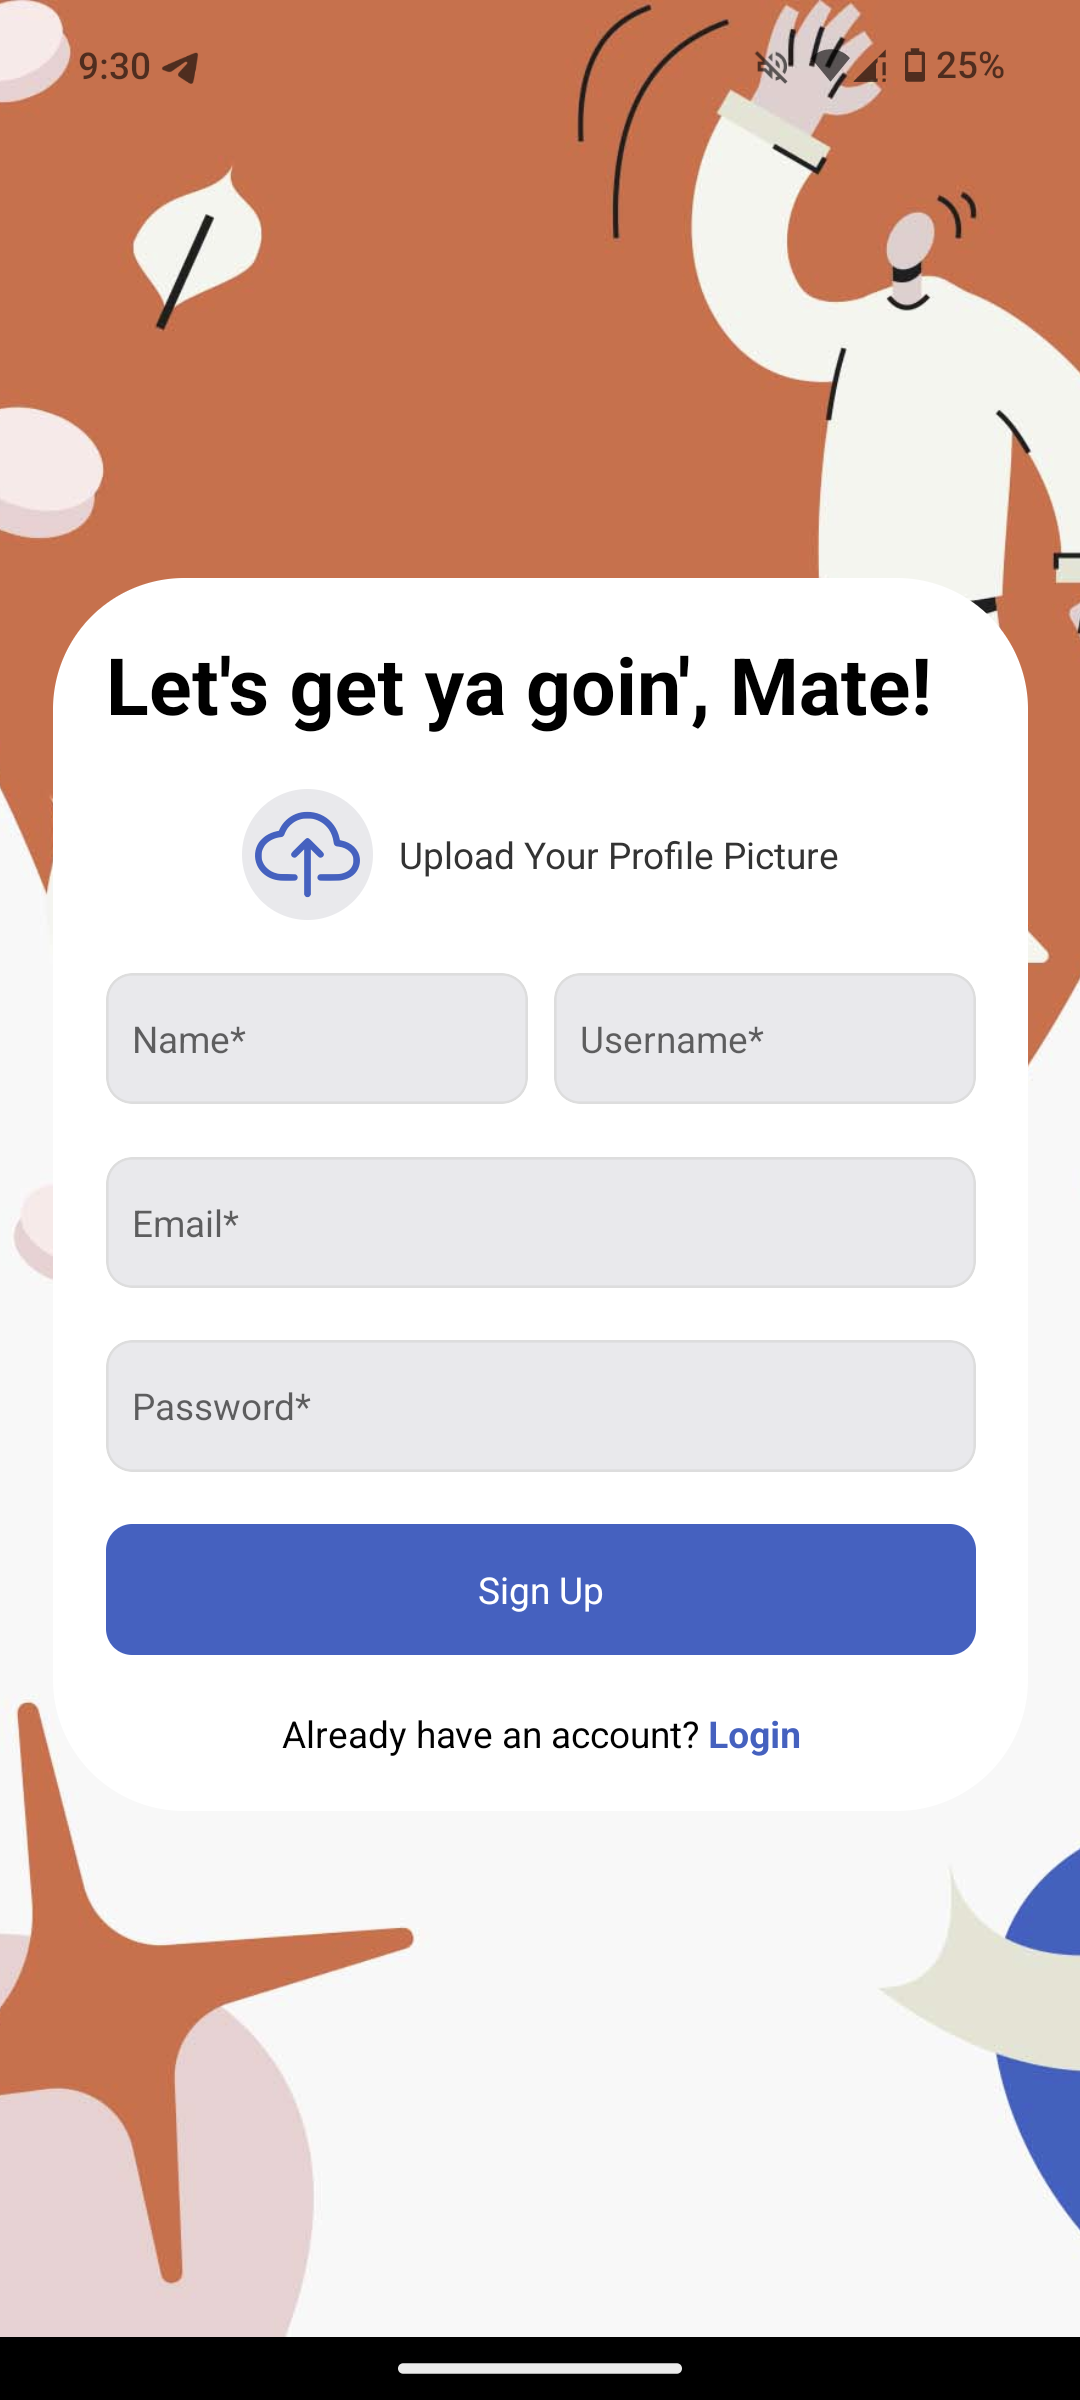 9:30
25%
Let's get ya goin', Mate!
Upload Your Profile Picture
Name*
Username*
Email*
Password*
Sign Up
Already have an account? Login